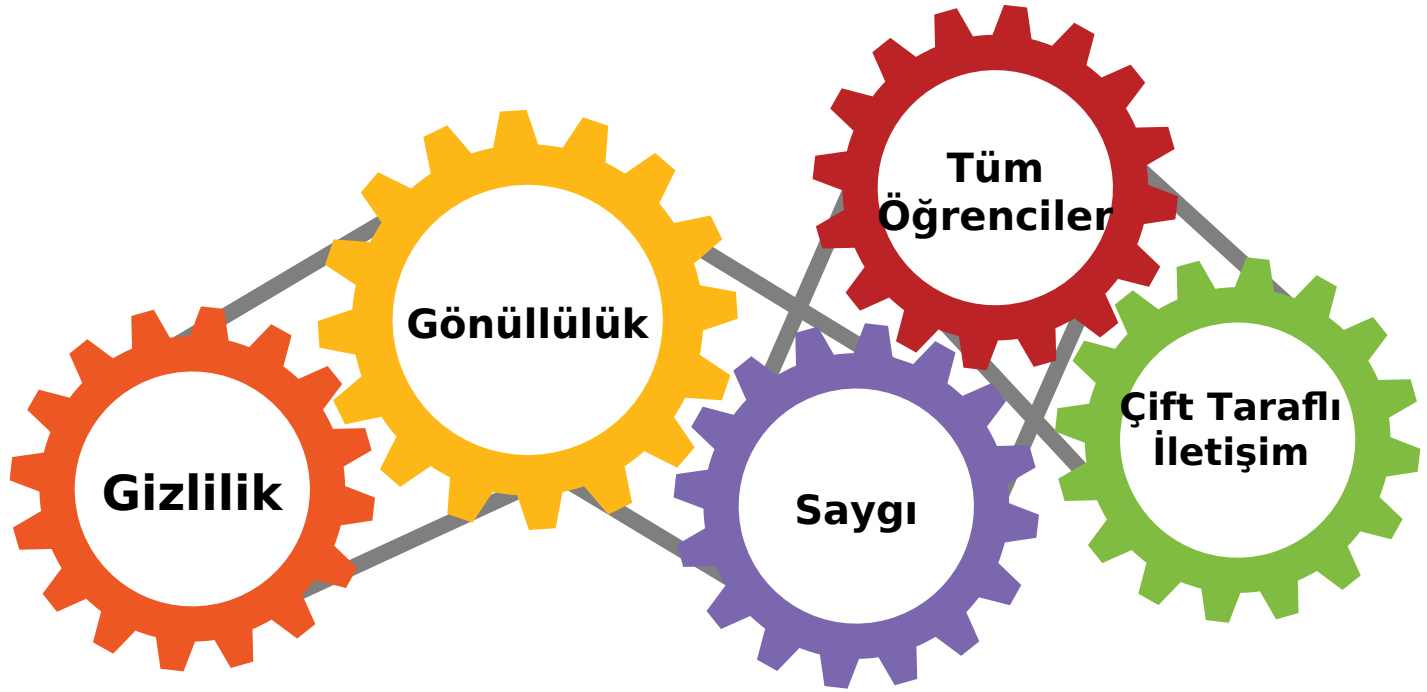 Gizlilik
Gönüllülük
Saygı
Tüm
Öğrenciler
Çift Taraflı
İletişim